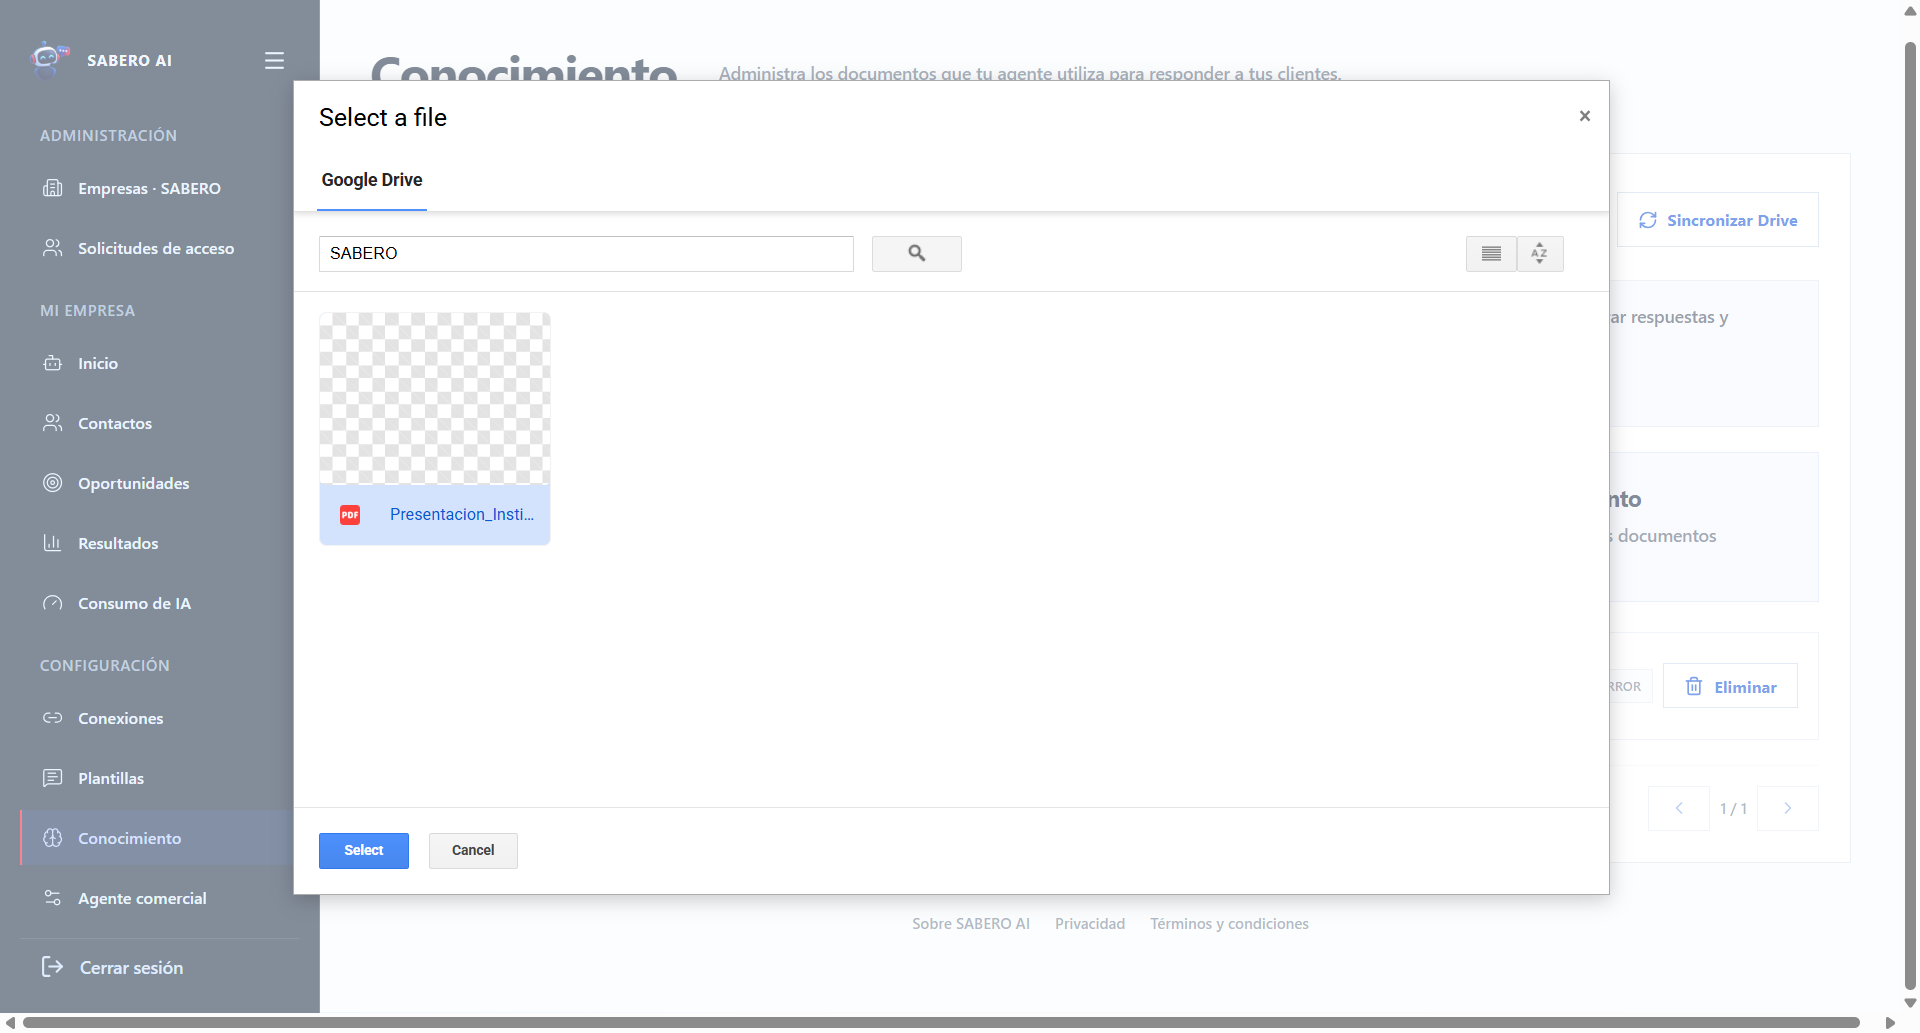 SABERO AI
ADMINISTRACIÓN
Empresas · SABERO
Solicitudes de acceso
MI EMPRESA
Inicio
Contactos
Oportunidades
Resultados
Consumo de IA
CONFIGURACIÓN
Conexiones
Plantillas
Conocimiento
Agente comercial
Cerrar sesión
Conocimiento
Administra los documentos que tu agente utiliza para responder a tus clientes.
Select a file
×
Google Drive
SABERO
AZ
PDF
Presentacion_Insti...
Select
Cancel
Sincronizar Drive
ar respuestas y
nto
s documentos
RROR
Eliminar
1 / 1
Sobre SABERO AI
Privacidad
Términos y condiciones